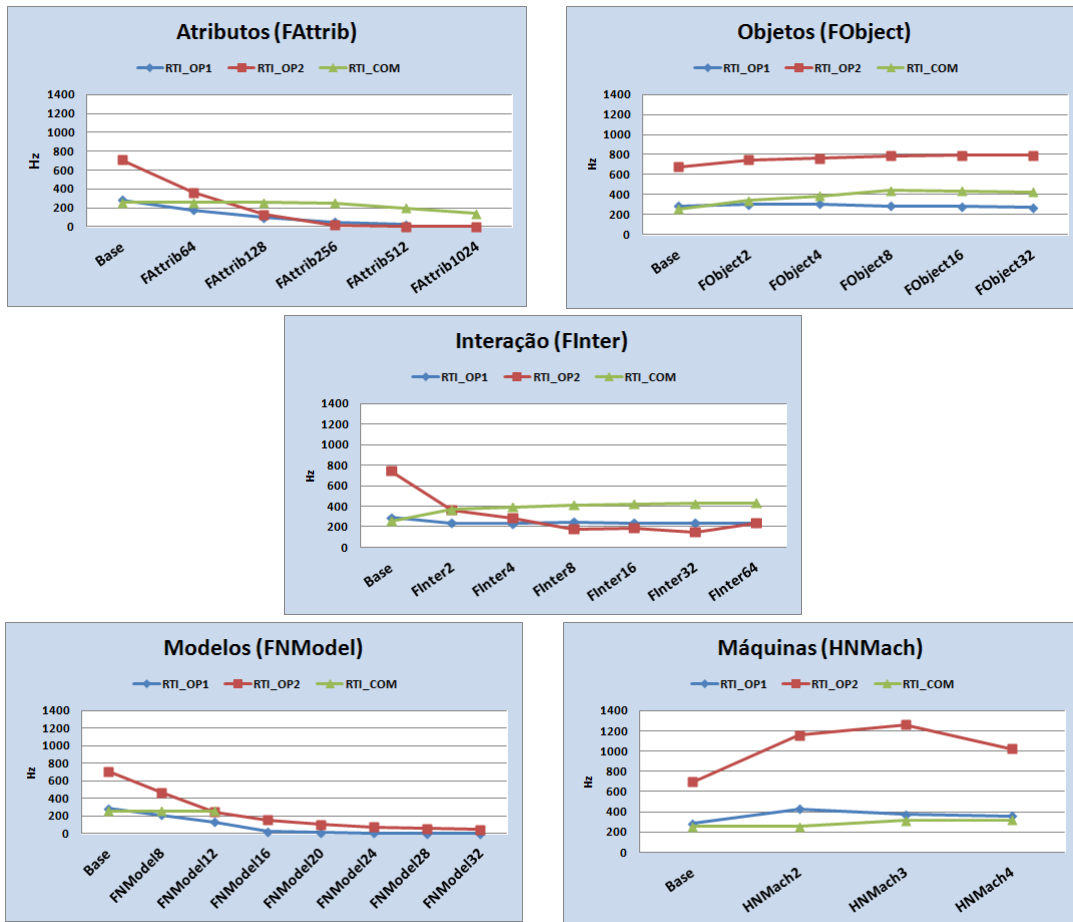 Atributos (FAttrib)
RTI_OP1 RTI_OP2 RTI_COM
1400
1200
1000
800
600
400
200
0
Hz
Base FAttrib64 FAttrib128 FAttrib256 FAttrib512 FAttrib1024
Objetos (FObject)
RTI_OP1 RTI_OP2 RTI_COM
1400
1200
1000
800
600
400
200
0
Hz
Base FObject2 FObject4 FObject8 FObject16 FObject32
Interação (FInter)
RTI_OP1 RTI_OP2 RTI_COM
1400
1200
1000
800
600
400
200
0
Hz
Base FInter2 FInter4 FInter8 FInter16 FInter32 FInter64
Modelos (FNModel)
RTI_OP1 RTI_OP2 RTI_COM
1400
1200
1000
800
600
400
200
0
Hz
Base FNModel8 FNModel12 FNModel16 FNModel20 FNModel24 FNModel28 FNModel32
Máquinas (HNMach)
RTI_OP1 RTI_OP2 RTI_COM
1400
1200
1000
800
600
400
200
0
Hz
Base HNMach2 HNMach3 HNMach4